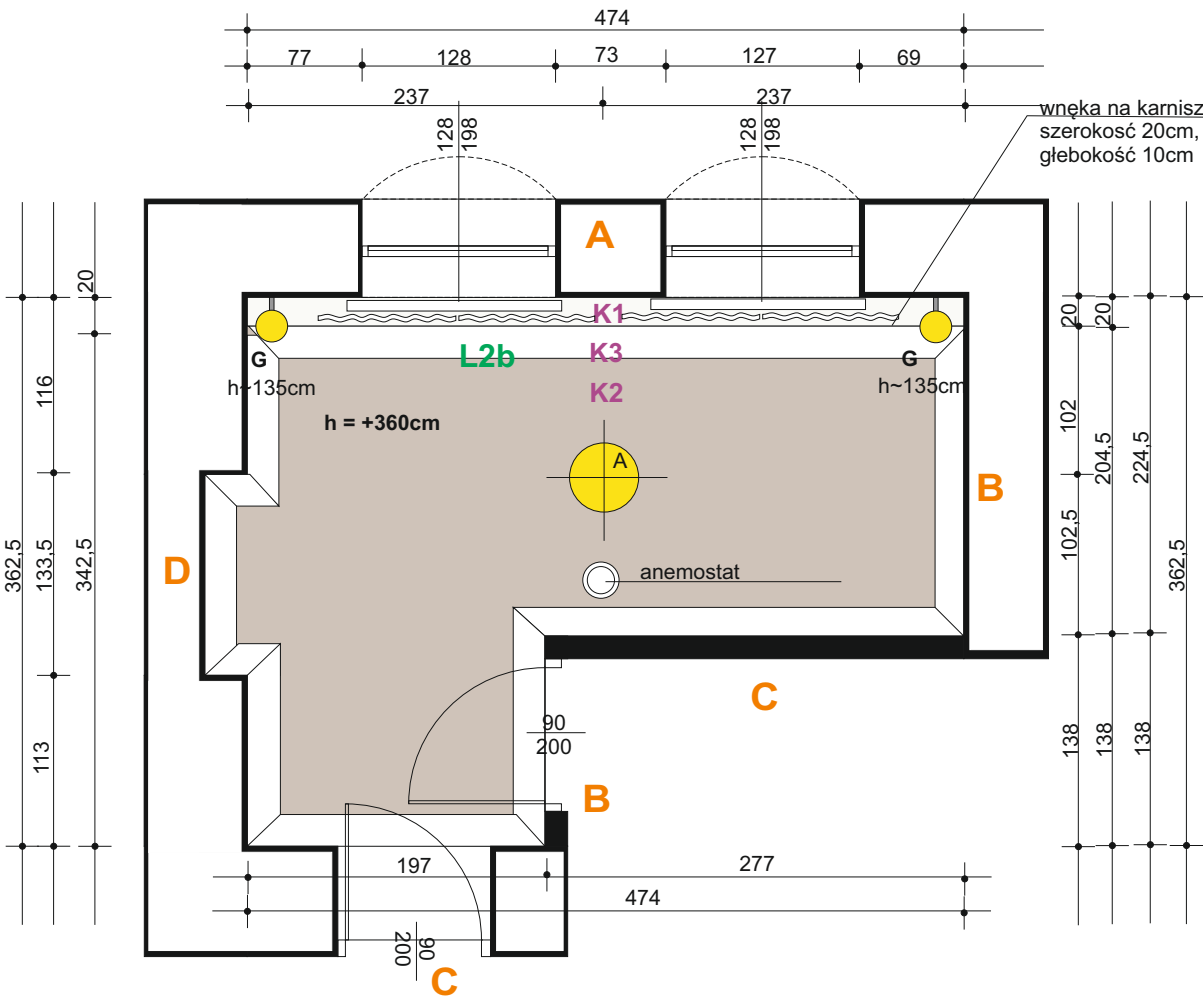 474
77 128 73 127 69
237 237
wnęka na karnisz
szerokosć 20cm,
głebokość 10cm
128
198
128
198
A
20
20
20
K1
L2b
K3
K2
G
h~135cm
G
h~135cm
h = +360cm
A
116
102
204,5
224,5
B
362,5
133,5
342,5
D
102,5
362,5
anemostat
C
90
200
B
113
138
138
138
197
277
474
90
200
C